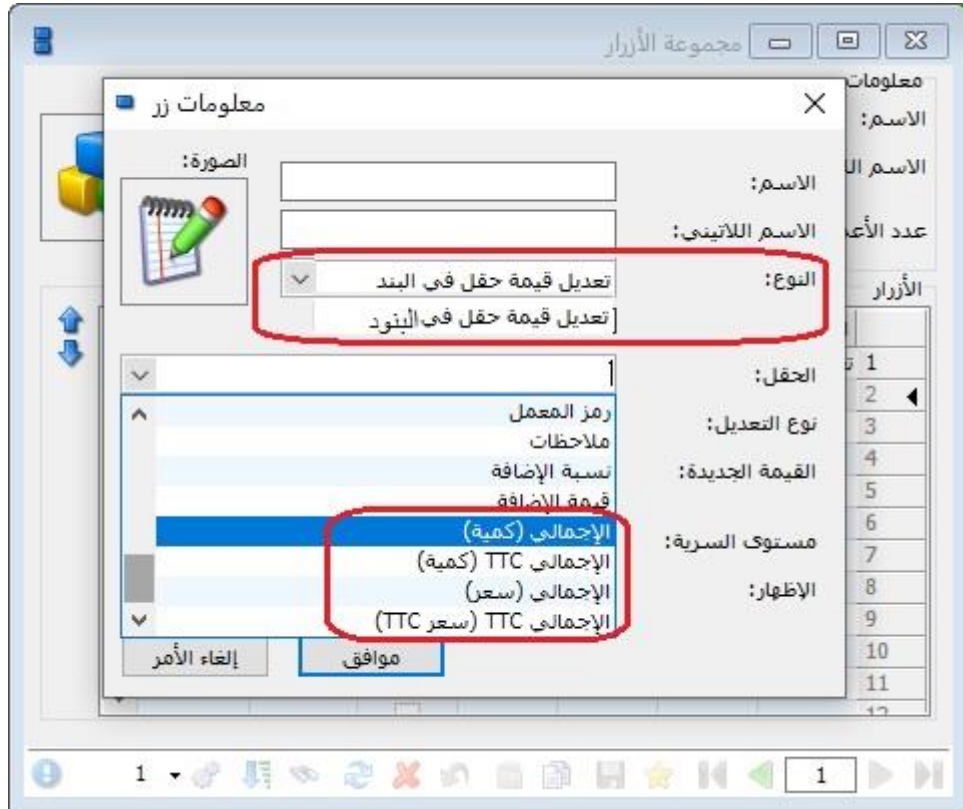 مجموعة الأزرار
معلومات
الاسم:
الاسم
عدد
الأزرار
معلومات زر
الصورة:
الاسم:
الاسم اللاتيني:
النوع:
تعديل قيمة حقل في البند
تعديل قيمة حقل في البنود
الحقل:
نوع التعديل:
القيمة الجديدة:
مستوى السرية:
الإظهار:
رمز المعمل
ملاحظات
نسبة الإضافة
قيمة الإضافة
الإجمالي (كمية)
الإجمالي TTC (كمية)
الإجمالي (سعر)
الإجمالي TTC (سعر TTC)
موافق
إلغاء الأمر
1
2
3
4
5
6
7
8
9
10
11
12
1
1